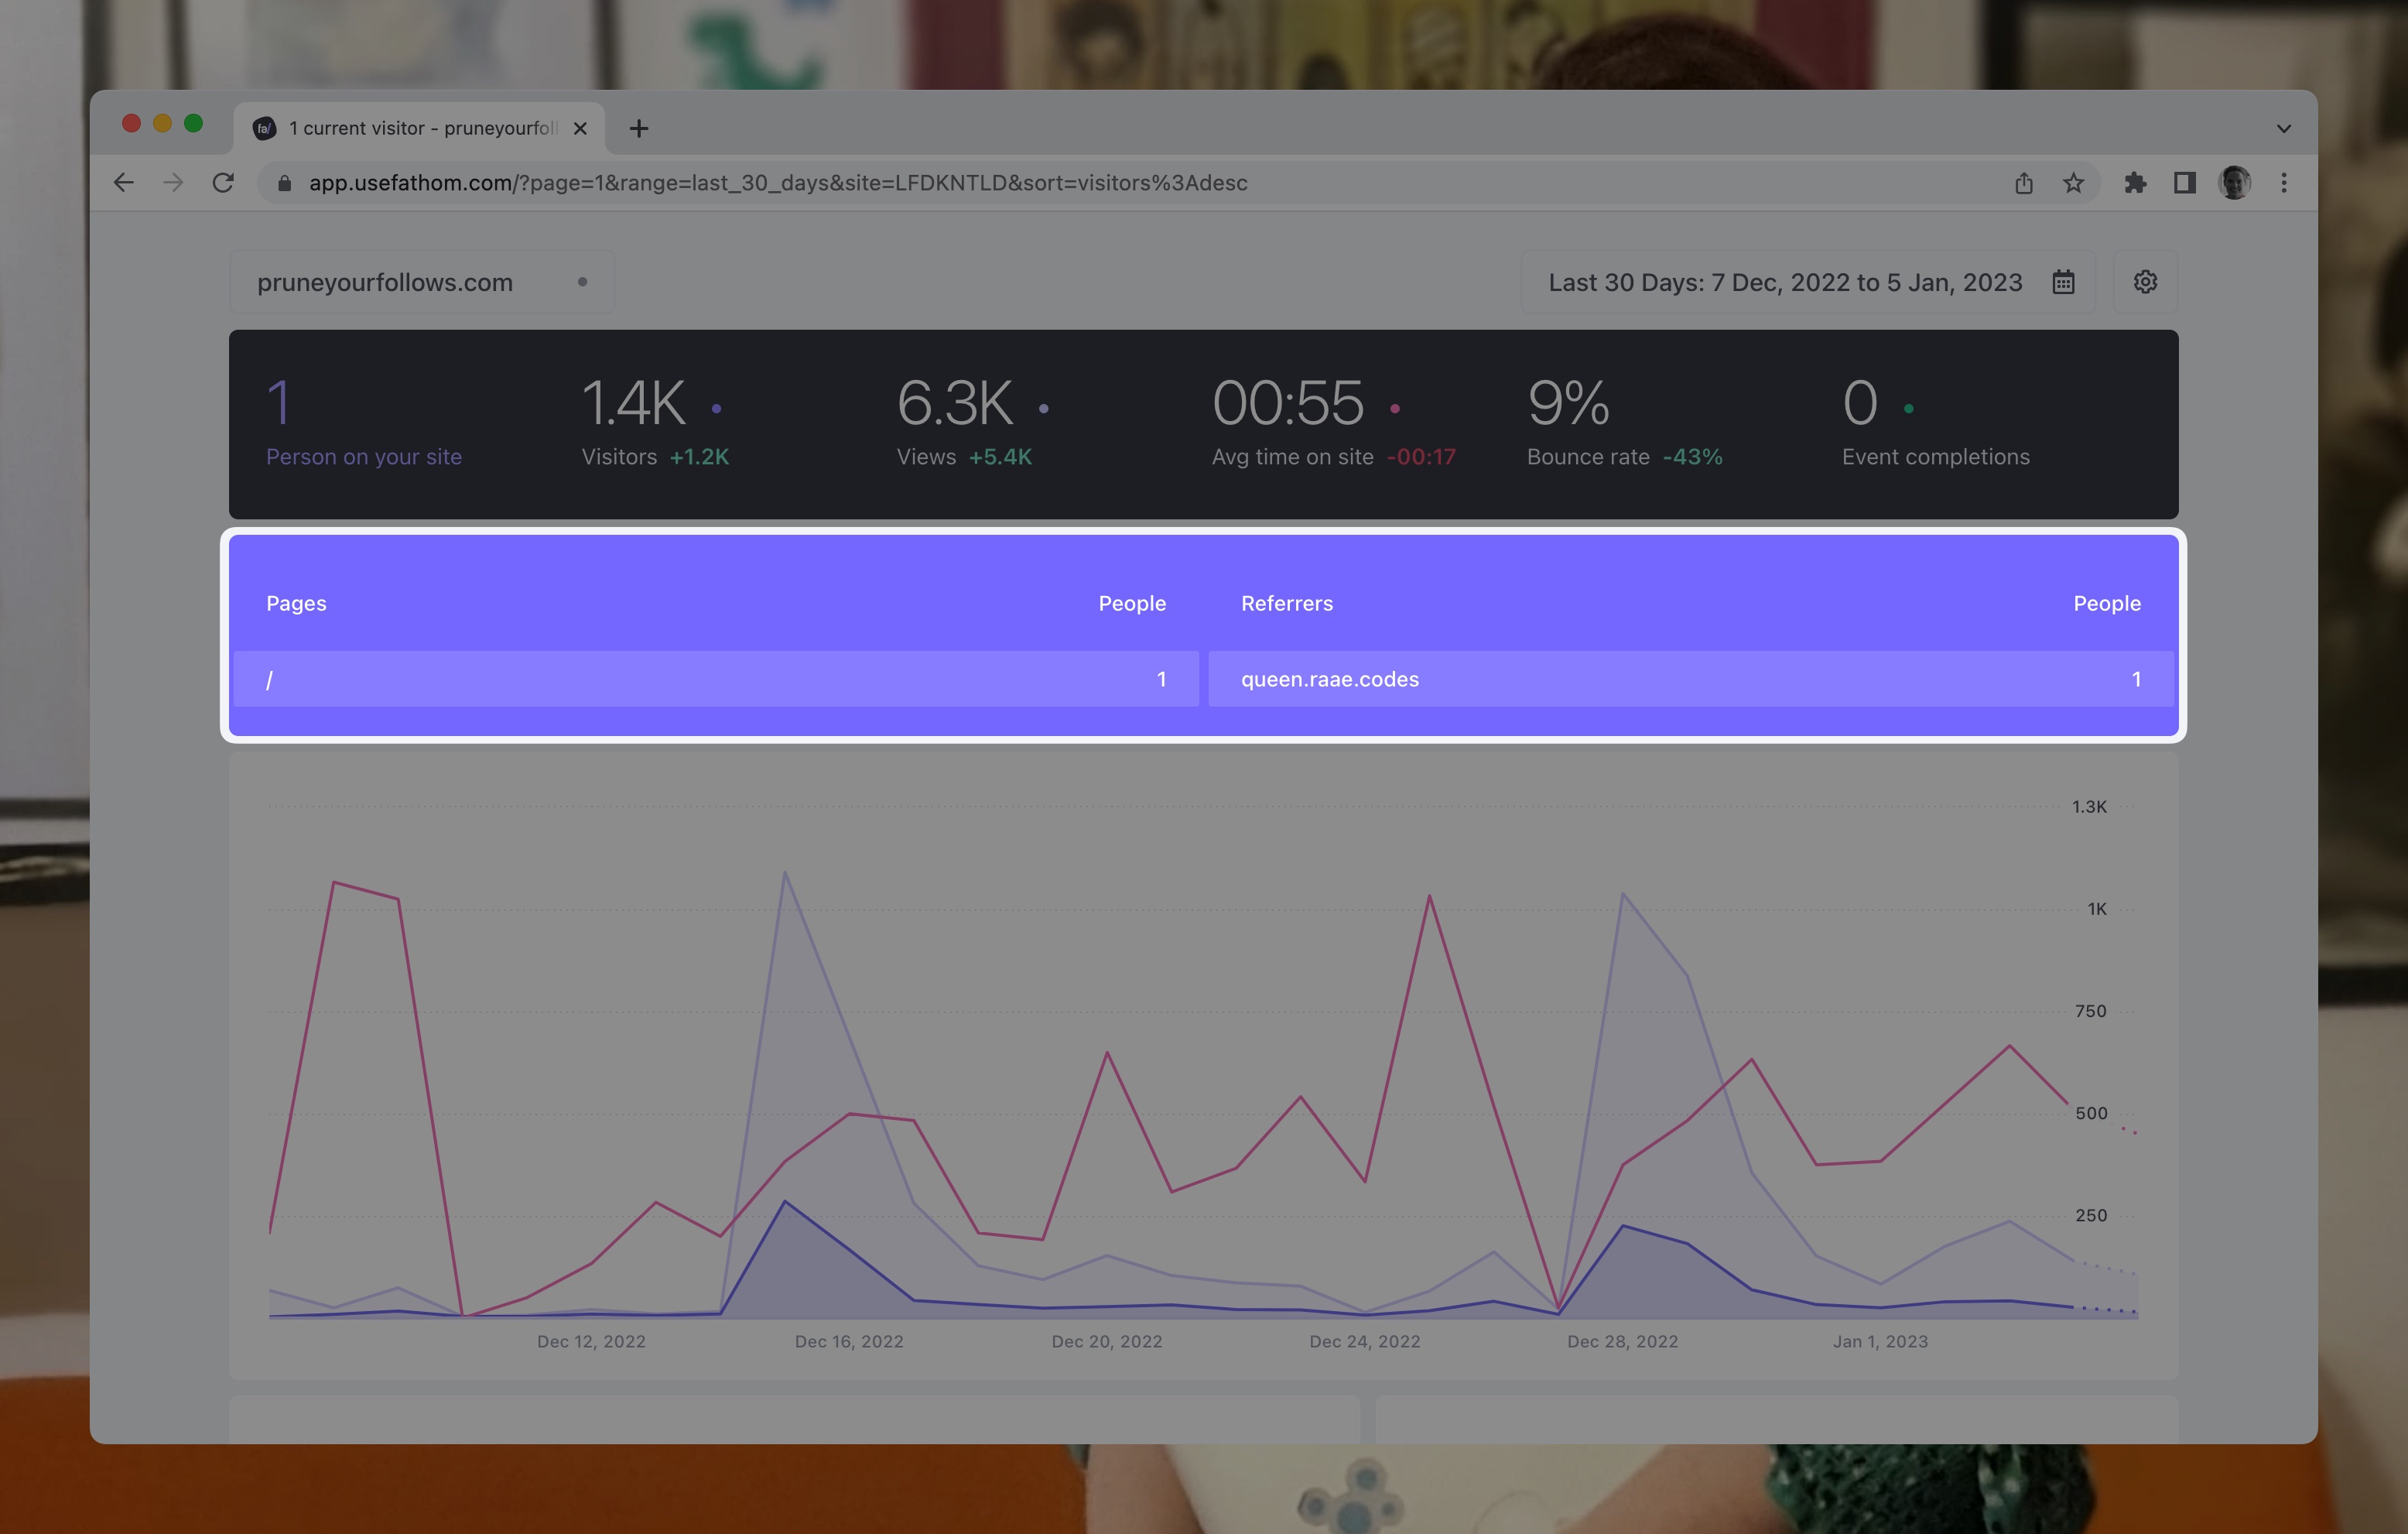 1 current visitor - pruneyourfoll
app.usefathom.com/?page=1&range=last_30_days&site=LFDKNTLD&sort=visitors%3Adesc
pruneyourfollows.com
Last 30 Days: 7 Dec, 2022 to 5 Jan, 2023
1 1.4K 6.3K 00:55 9% 0
Person on your site Visitors +1.2K Views +5.4K Avg time on site -00:17 Bounce rate -43% Event completions
Pages People Referrers People
/ 1 queen.raae.codes 1
1.3K
1K
750
500
250
Dec 12, 2022 Dec 16, 2022 Dec 20, 2022 Dec 24, 2022 Dec 28, 2022 Jan 1, 2023